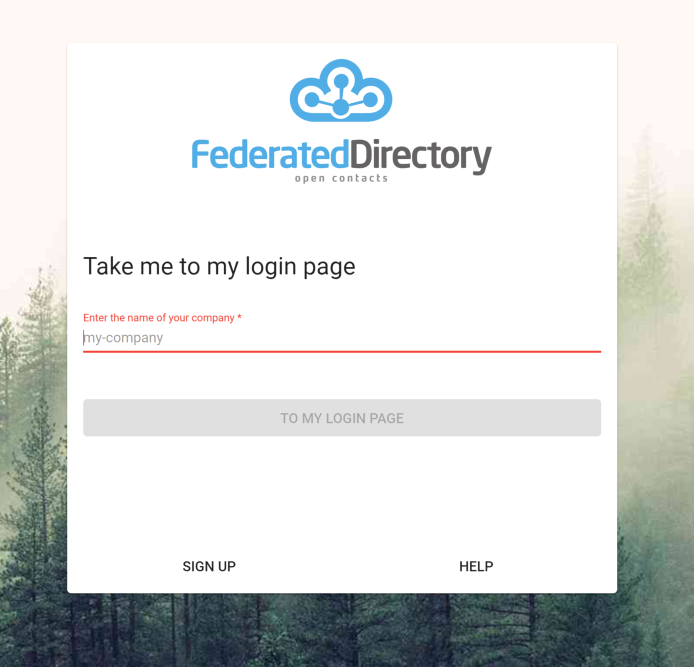 FederatedDirectory
open contacts
Take me to my login page
Enter the name of your company *
my-company
TO MY LOGIN PAGE
SIGN UP HELP